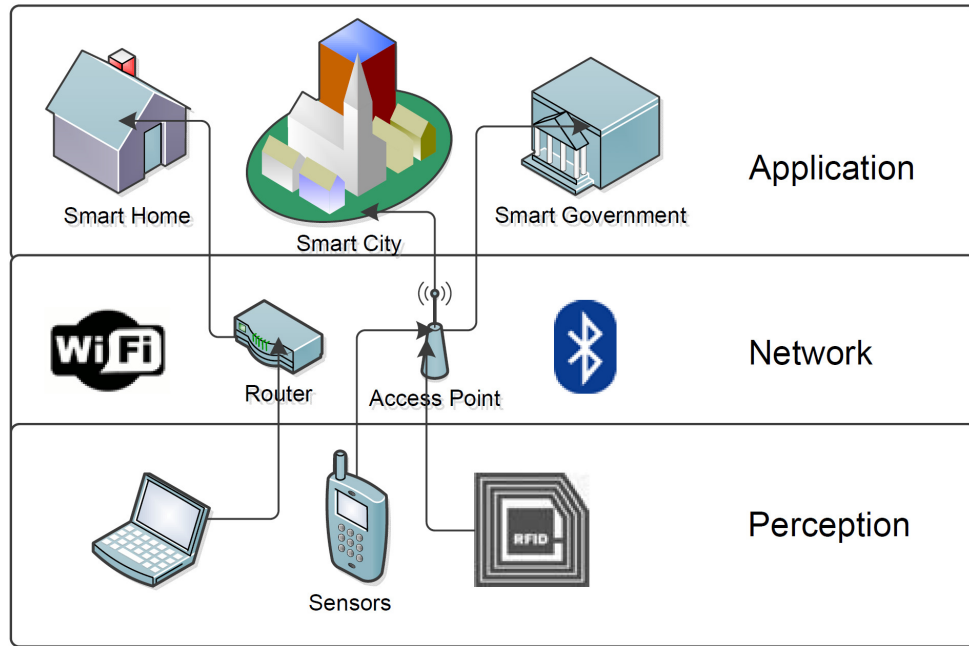 Smart Home
Smart City
Smart Government
Application
WiFi
Router
Access Point
Network
Sensors
RFID
Perception